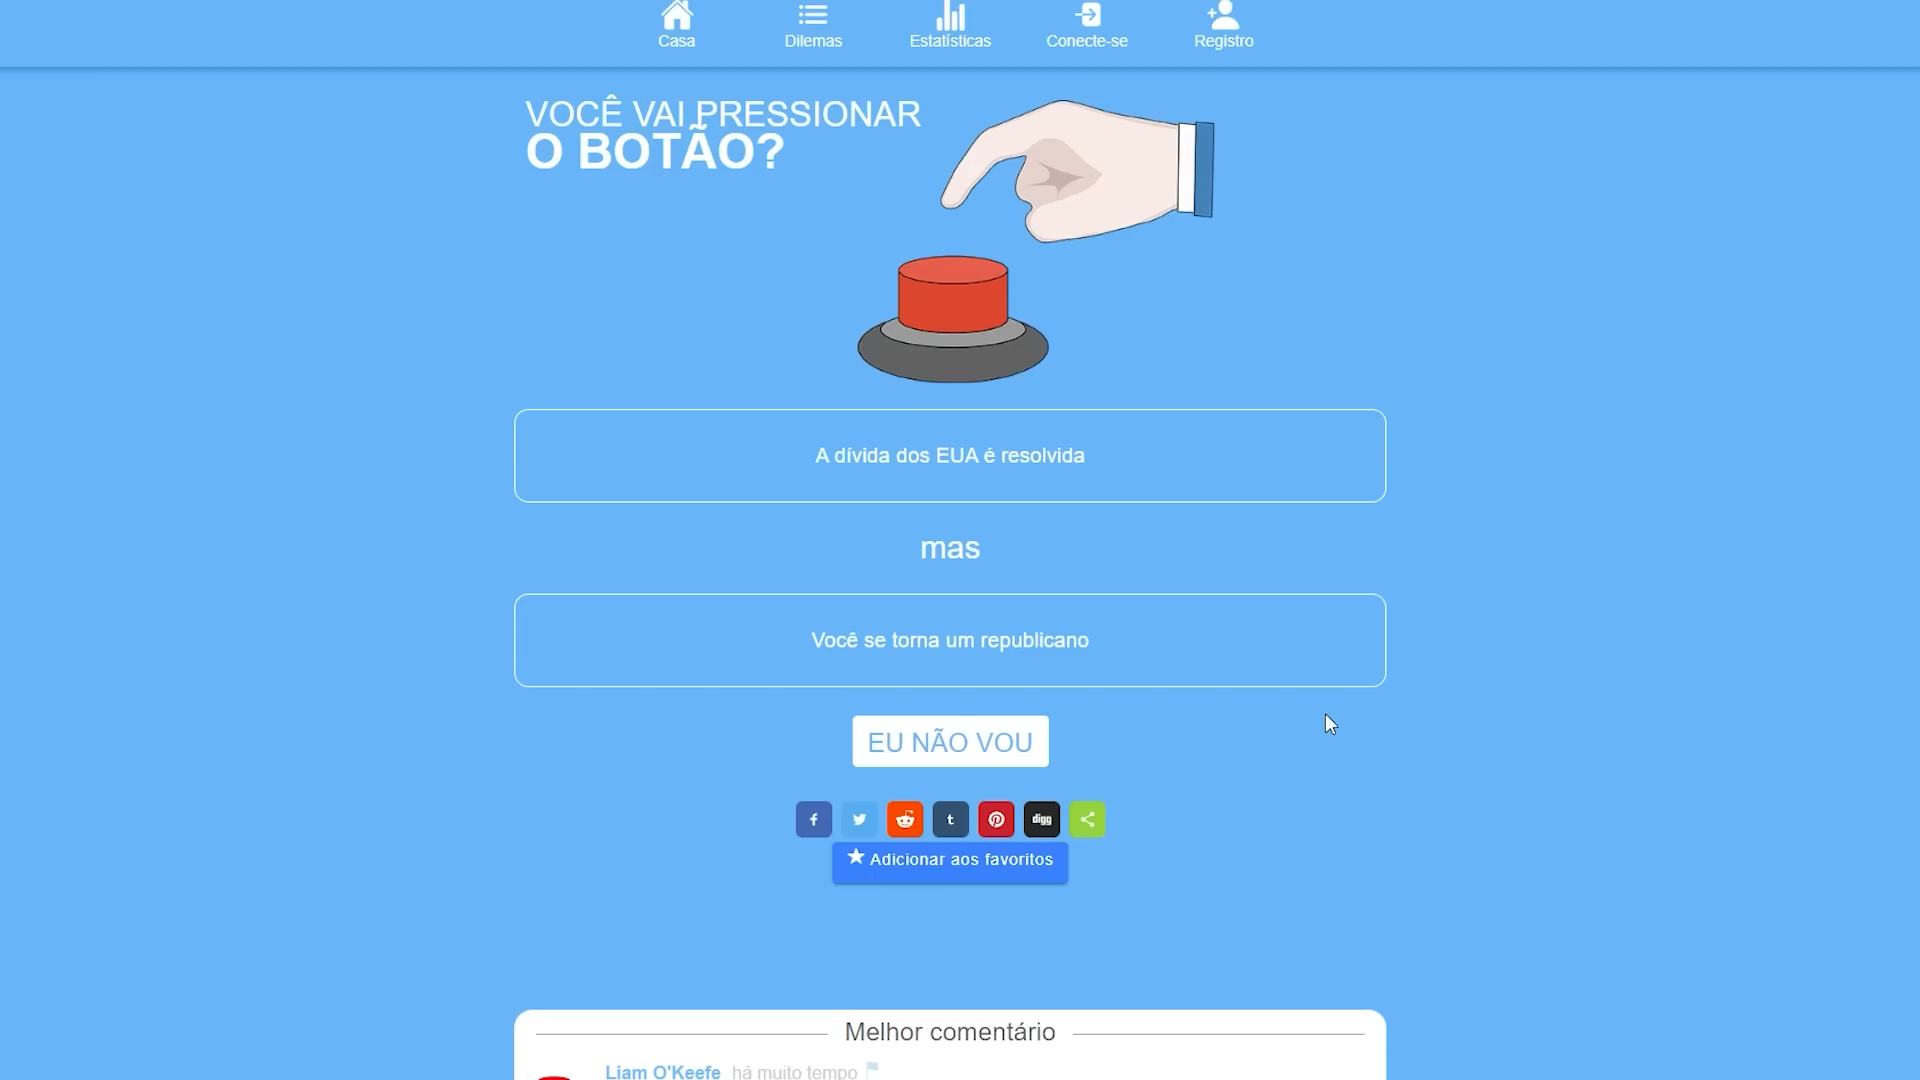 Casa
Dilemas
Estatísticas
Conecte-se
Registro
VOCÊ VAI PRESSIONAR
O BOTÃO?
A dívida dos EUA é resolvida
mas
Você se torna um republicano
EU NÃO VOU
f
t
digg
Adicionar aos favoritos
Melhor comentário
Liam O'Keefe há muito tempo